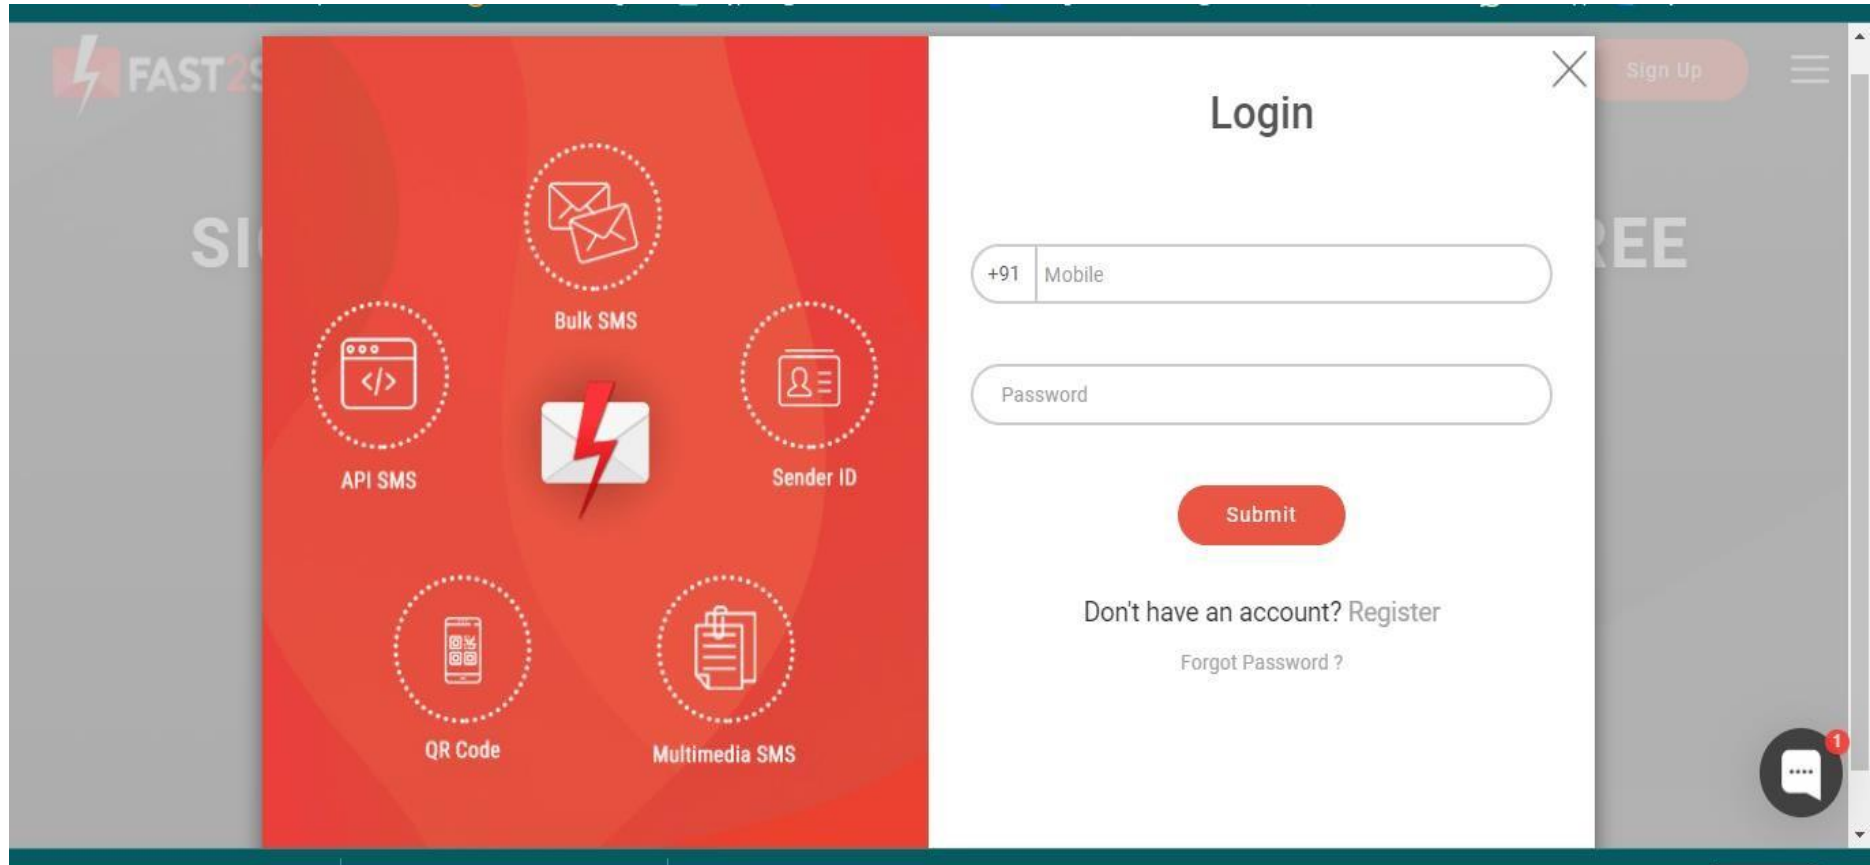 FAST2S
Sign Up
SI
REE
Bulk SMS
API SMS
Sender ID
QR Code
Multimedia SMS
Login
+91 Mobile
Password
Submit
Don't have an account? Register
Forgot Password ?
1